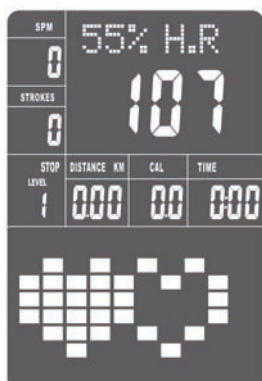 SPM
55% H.R
0
107
STROKES
0
STOP
DISTANCE KM
CAL
TIME
LEVEL
1
0.00
0.0
0:00